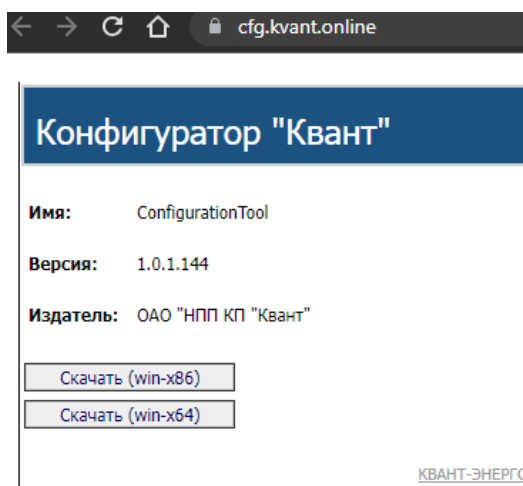 cfg.kvant.online
Конфигуратор "Квант"
Имя: ConfigurationTool
Версия: 1.0.1.144
Издатель: ОАО "НПП КП "Квант"
Скачать (win-x86)
Скачать (win-x64)